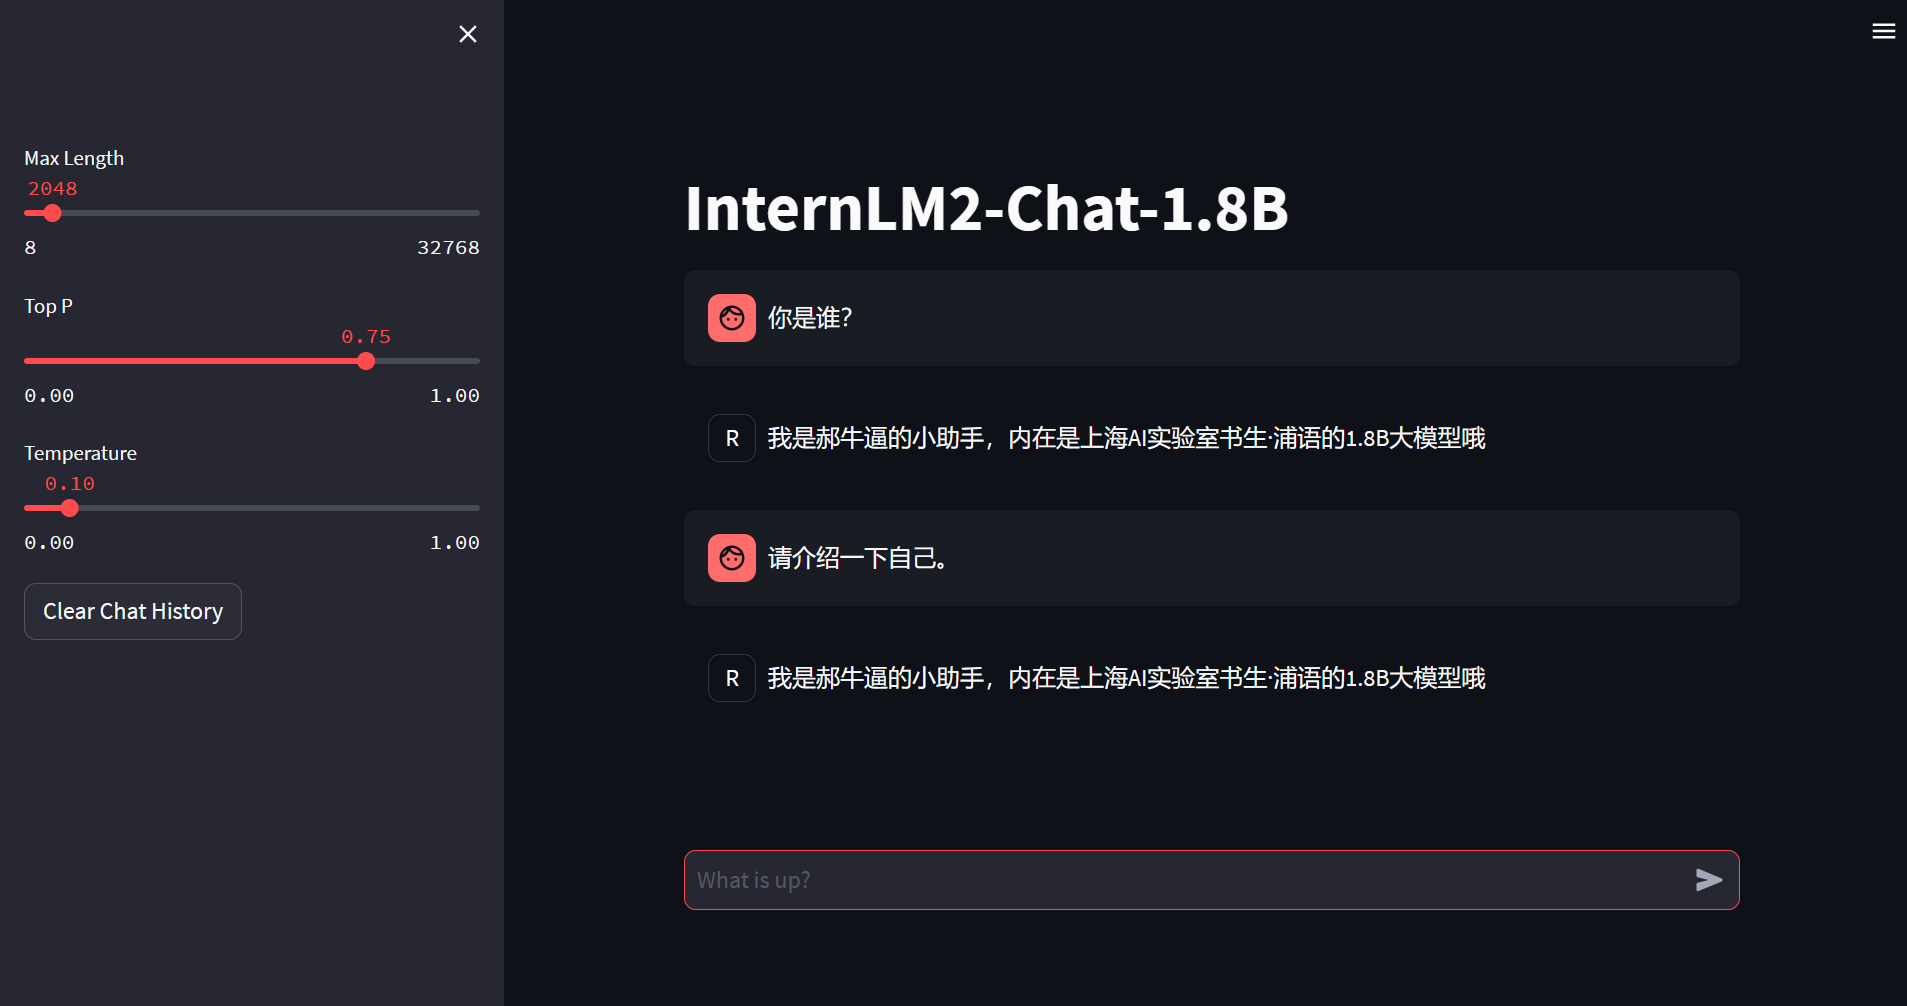 Max Length
2048
8 32768
Top P
0.75
0.00 1.00
Temperature
0.10
0.00 1.00
Clear Chat History
InternLM2-Chat-1.8B
你是谁？
R 我是郝牛逼的小助手，内在是上海AI实验室书生·浦语的1.8B大模型哦
请介绍一下自己。
R 我是郝牛逼的小助手，内在是上海AI实验室书生·浦语的1.8B大模型哦
What is up?